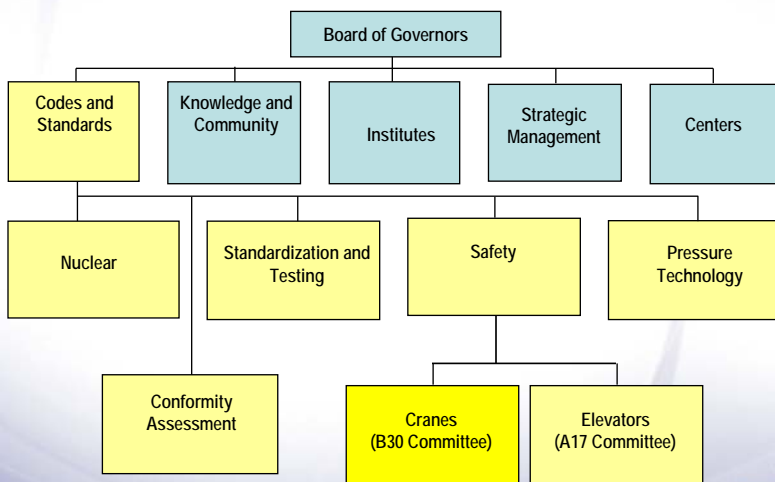 Board of Governors
Codes and
Standards
Knowledge and
Community
Institutes
Strategic
Management
Centers
Nuclear
Standardization and
Testing
Safety
Pressure
Technology
Conformity
Assessment
Cranes
(B30 Committee)
Elevators
(A17 Committee)